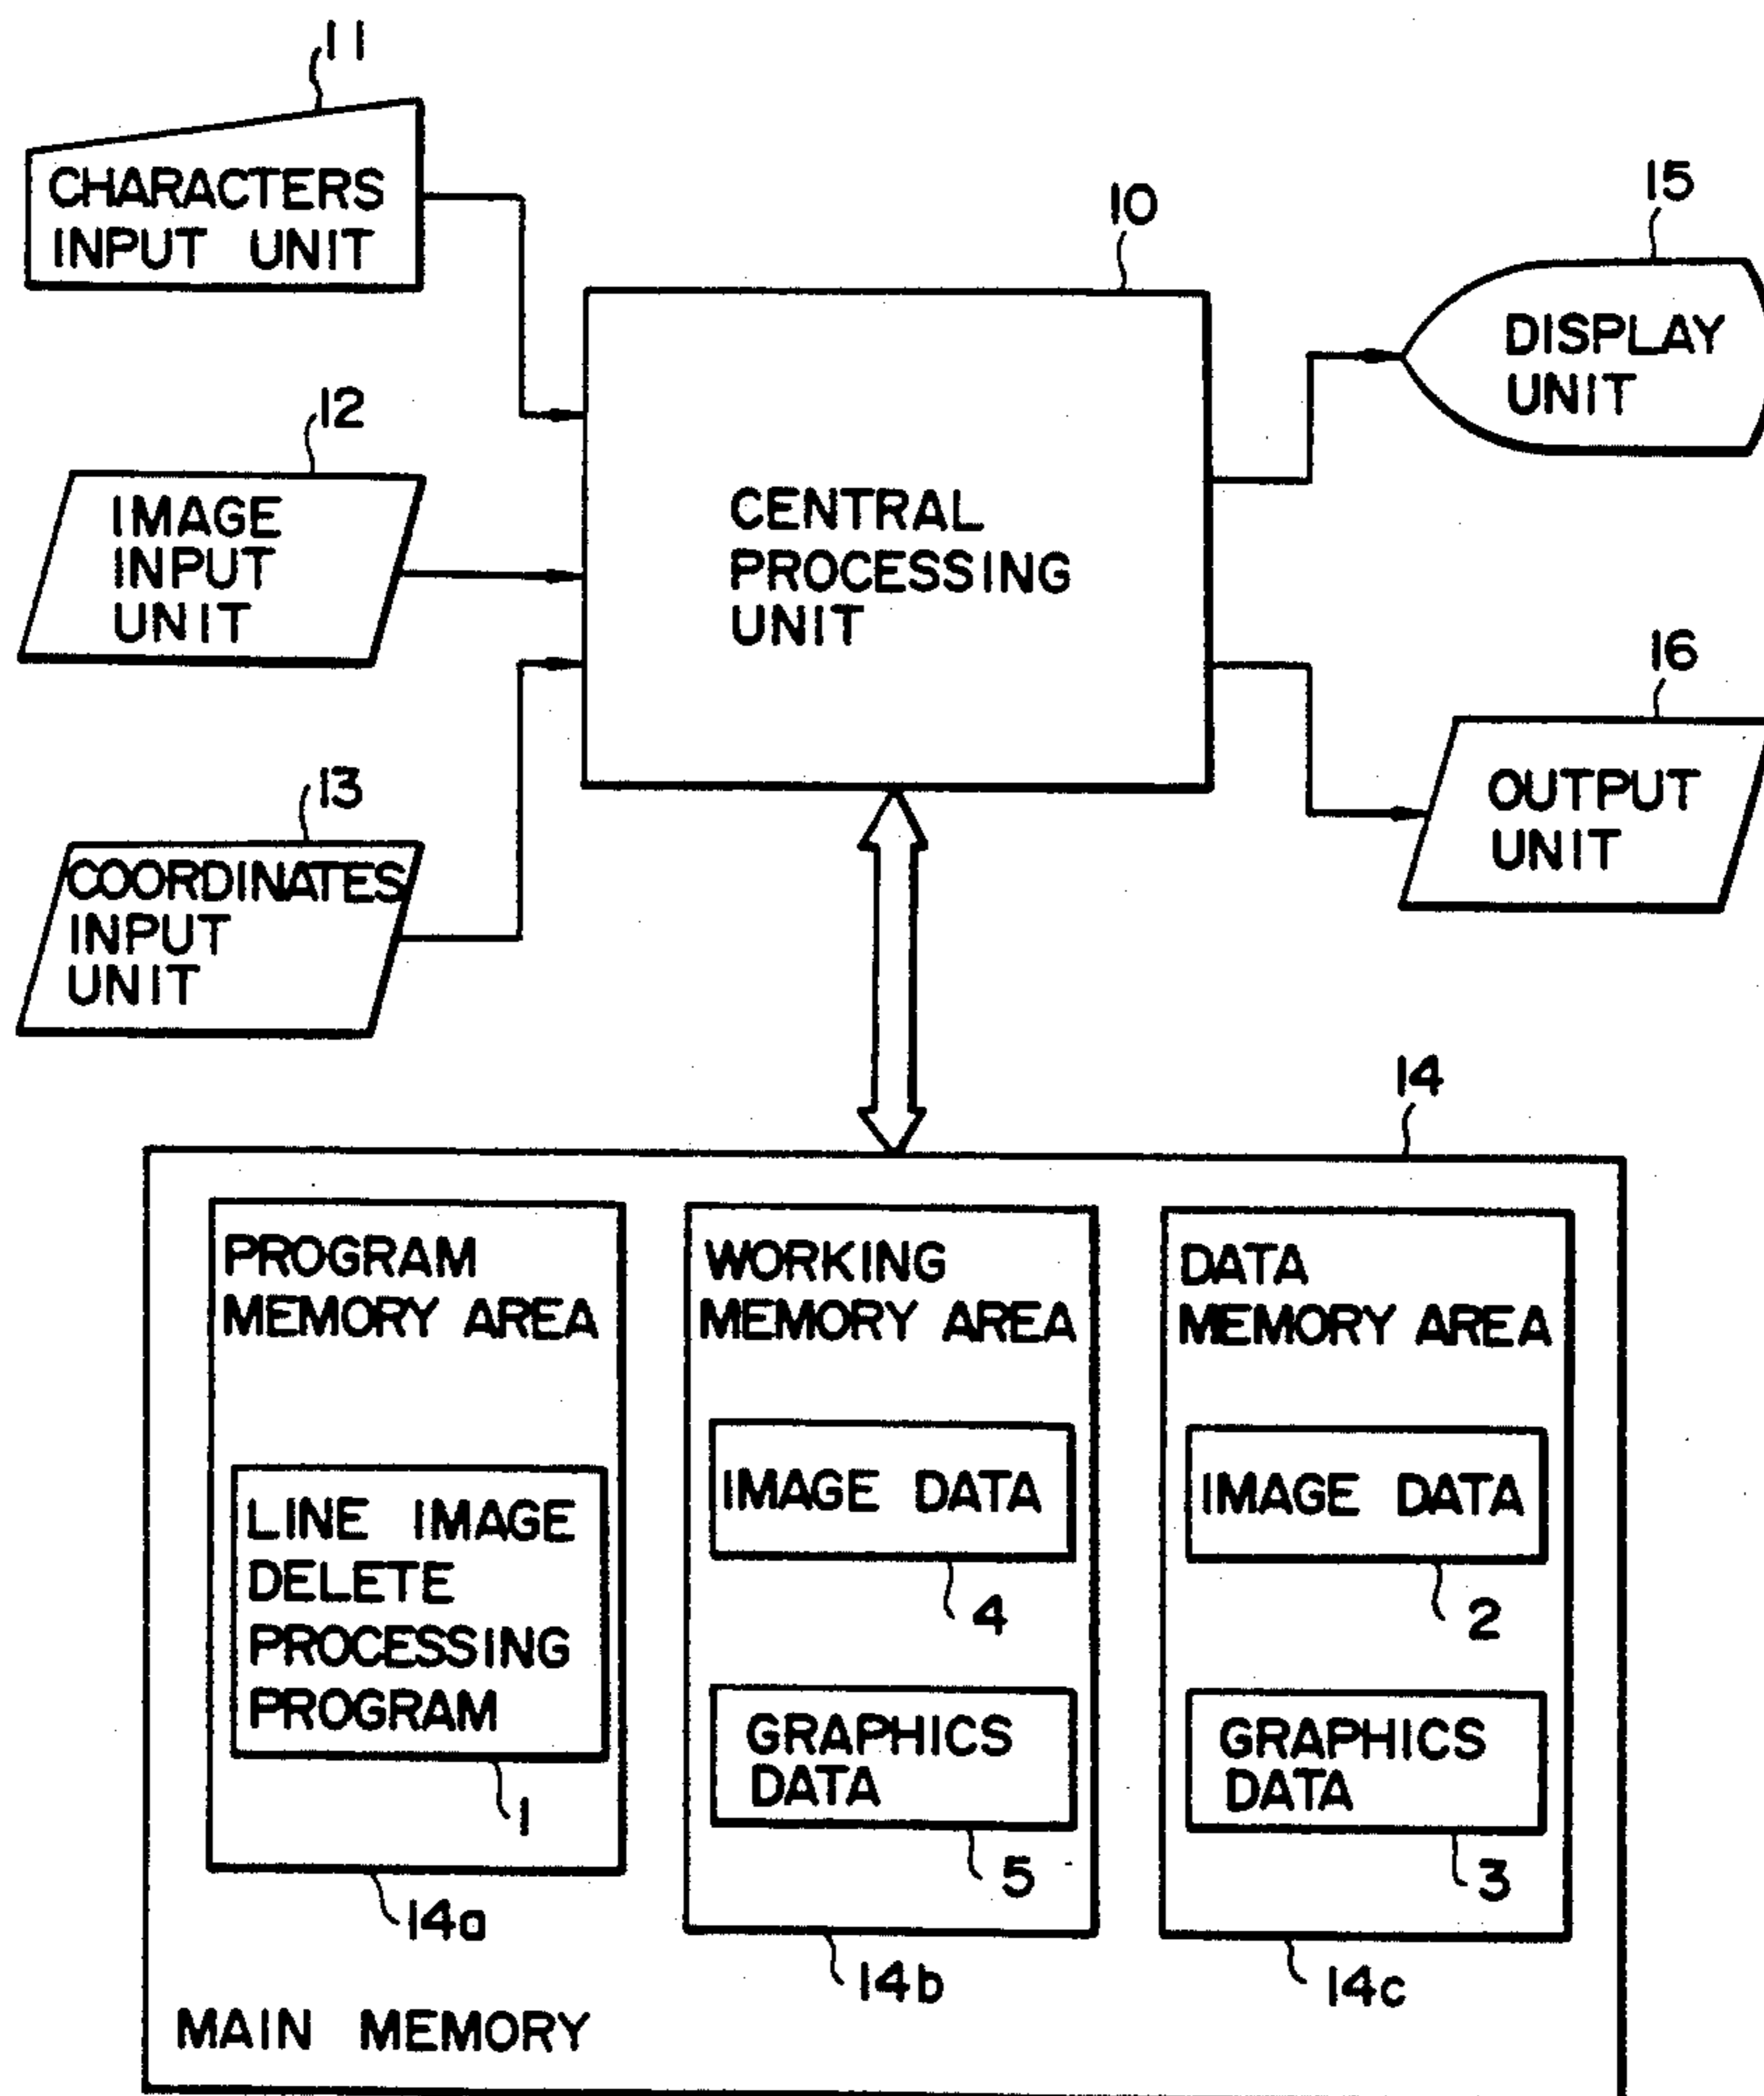 11
CHARACTERS
INPUT UNIT
12
IMAGE
INPUT
UNIT
13
COORDINATES
INPUT
UNIT
10
CENTRAL
PROCESSING
UNIT
15
DISPLAY
UNIT
16
OUTPUT
UNIT
14
PROGRAM
MEMORY AREA
LINE IMAGE
DELETE
PROCESSING
PROGRAM
1
14a
WORKING
MEMORY AREA
IMAGE DATA
4
GRAPHICS
DATA
5
14b
DATA
MEMORY AREA
IMAGE DATA
2
GRAPHICS
DATA
3
14c
MAIN MEMORY